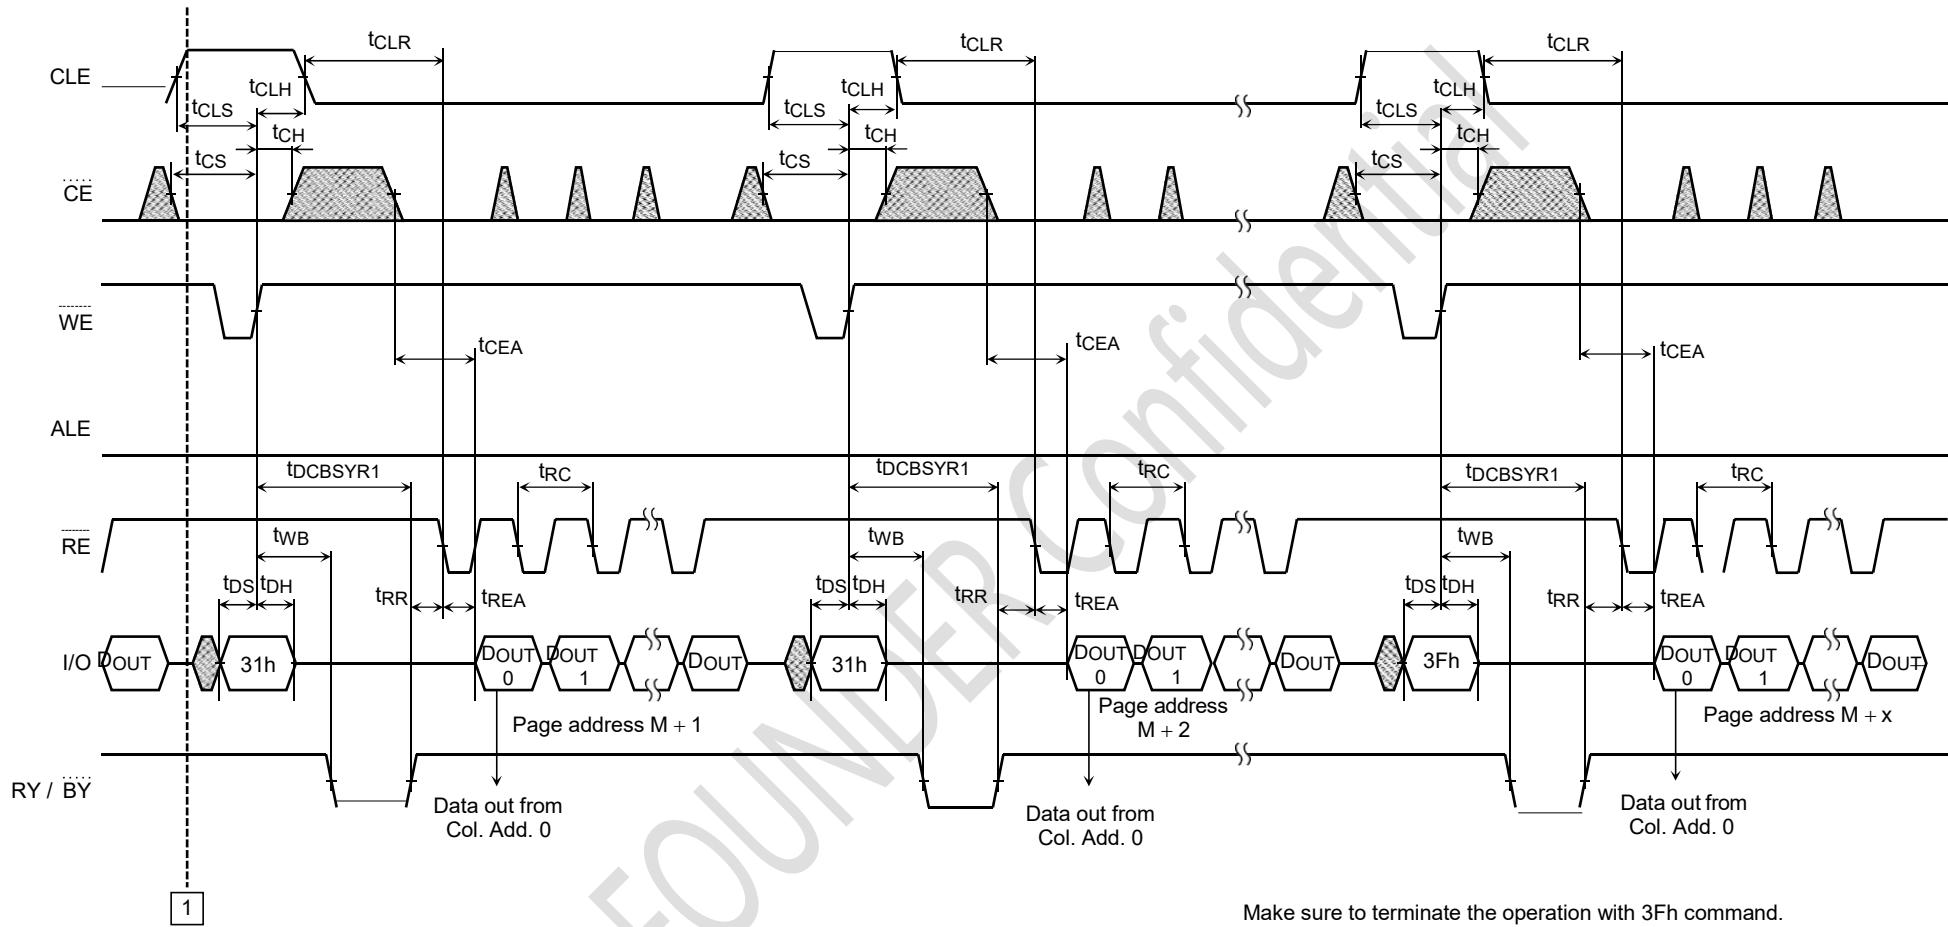 tCLR tCLR tCLR
CLE
tCLH tCLH tCLH
tCLS tCLS tCLS
tCH tCH tCH
tCS tCS tCS
CE
WE
tCEA tCEA tCEA
ALE
tDCBSYR1 tRC tDCBSYR1 tRC tDCBSYR1 tRC
RE
tWB tWB tWB
tDS tDH tDS tDH tDS tDH
tRR tREA tRR tREA tRR tREA
I/O DOUT 31h DOUT 0 DOUT 1 DOUT 31h DOUT 0 DOUT 1 DOUT 3Fh DOUT 0 DOUT 1 DOUT
Page address M + 1
Page address
M + 2
Page address M + x
RY / BY
Data out from
Col. Add. 0
Data out from
Col. Add. 0
Data out from
Col. Add. 0
1
Make sure to terminate the operation with 3Fh command.
FOUNDER Confidential